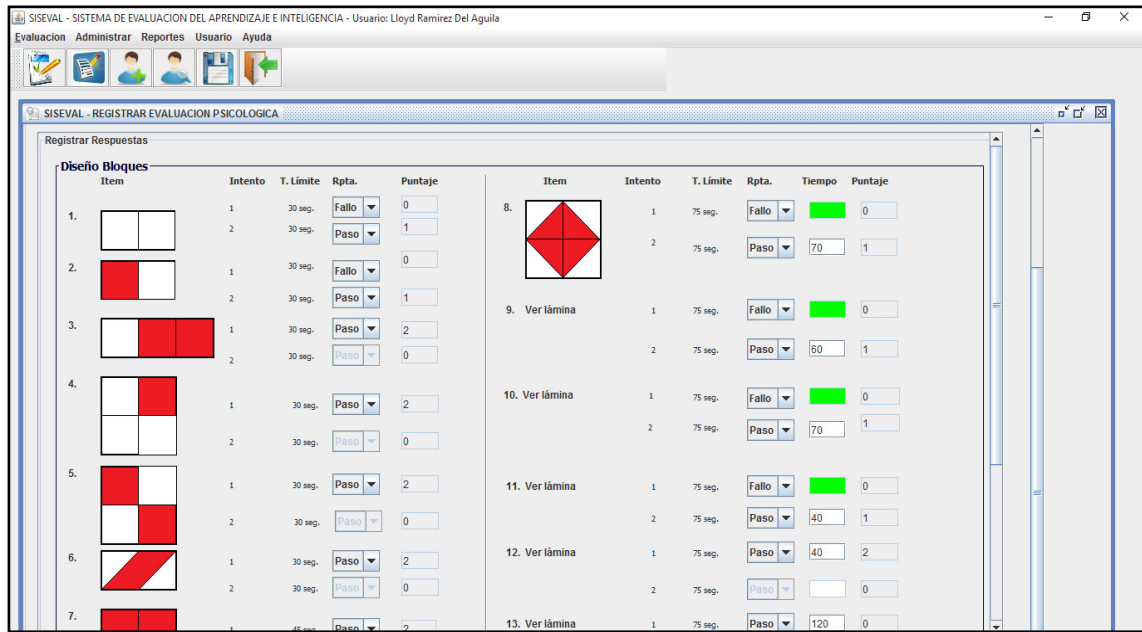 SISEVAL - SISTEMA DE EVALUACION DEL APRENDIZAJE E INTELIGENCIA - Usuario: Lloyd Ramirez Del Aguila
Evaluacion Administrar Reportes Usuario Ayuda
SISEVAL - REGISTRAR EVALUACION PSICOLOGICA
Registrar Respuestas
Diseño Bloques
Item Intento T. Límite Rpta. Puntaje
1. 1 30 seg. Fallo 0
2 30 seg. Paso 1
2. 1 30 seg. Fallo 0
2 30 seg. Paso 1
3. 1 30 seg. Paso 2
2 30 seg. Paso 0
4. 1 30 seg. Paso 2
2 30 seg. Paso 0
5. 1 30 seg. Paso 2
2 30 seg. Paso 0
6. 1 30 seg. Paso 2
2 30 seg. Paso 0
7. 1 45 seg. Paso 2
Item Intento T. Límite Rpta. Tiempo Puntaje
8. 1 75 seg. Fallo 0
2 75 seg. Paso 70 1
9. Ver lámina 1 75 seg. Fallo 0
2 75 seg. Paso 60 1
10. Ver lámina 1 75 seg. Fallo 0
2 75 seg. Paso 70 1
11. Ver lámina 1 75 seg. Fallo 0
2 75 seg. Paso 40 1
12. Ver lámina 1 75 seg. Paso 40 2
2 75 seg. Paso 0
13. Ver lámina 1 75 seg. Paso 120 0